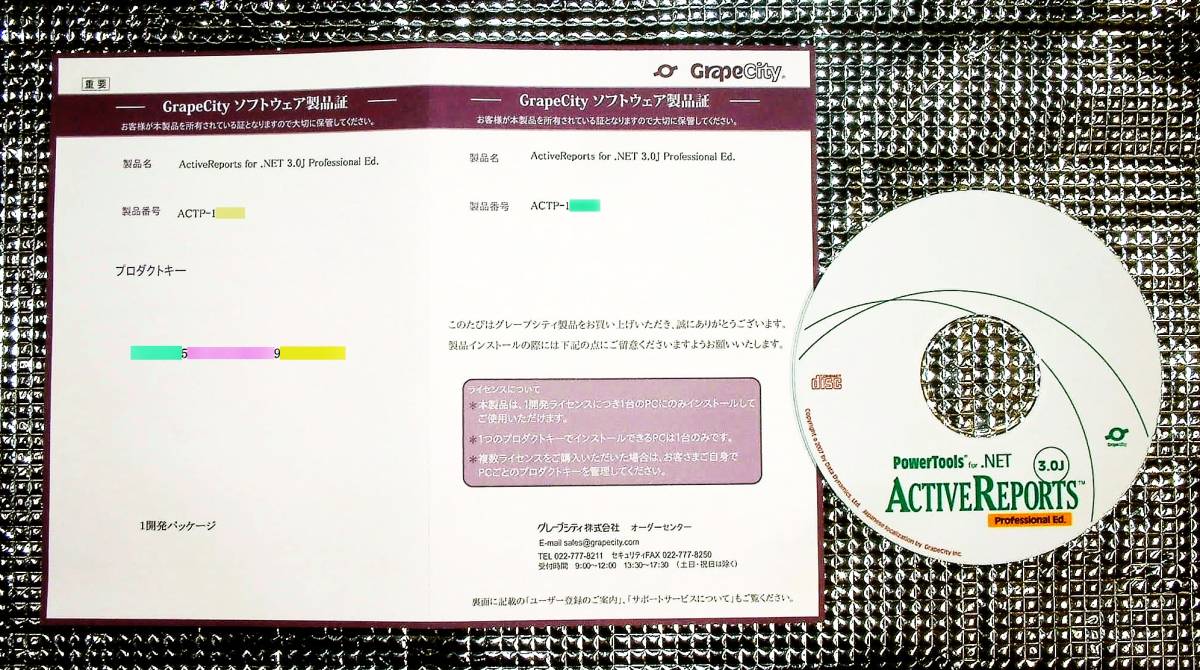 重要
GrapeCity ソフトウェア製品証
お客様が本製品を所有されている証となりますので大切に保管してください。
製品名 ActiveReports for .NET 3.0J Professional Ed.
製品番号 ACTP-1
プロダクトキー
5 9
1開発パッケージ
GrapeCity®
GrapeCity ソフトウェア製品証
お客様が本製品を所有されている証となりますので大切に保管してください。
製品名 ActiveReports for .NET 3.0J Professional Ed.
製品番号 ACTP-1
このたびはグレープシティ製品をお買い上げいただき、誠にありがとうございます。
製品インストールの際には下記の点にご留意くださいますようお願いいたします。
ライセンスについて
*本製品は、1開発ライセンスにつき1台のPCにのみインストールして
ご使用いただけます。
*1つのプロダクトキーでインストールできるPCは1台のみです。
*複数ライセンスをご購入いただいた場合は、お客さまご自身で
PCごとのプロダクトキーを管理してください。
グレープシティ株式会社 オーダーセンター
E-mail sales@grapecity.com
TEL 022-777-8211 セキュリティFAX 022-777-8250
受付時間 9:00~12:00 13:30~17:30 (土日・祝日は除く)
裏面に記載の「ユーザー登録のご案内」、「サポートサービスについて」もご覧ください。
COMPACT
disc
GrapeCity
PowerTools® for .NET
3.0J
ACTIVEREPORTS™
Professional Ed.
Copyright © 2007 by Data Dynamics, Ltd. Japanese localization by GrapeCity inc.